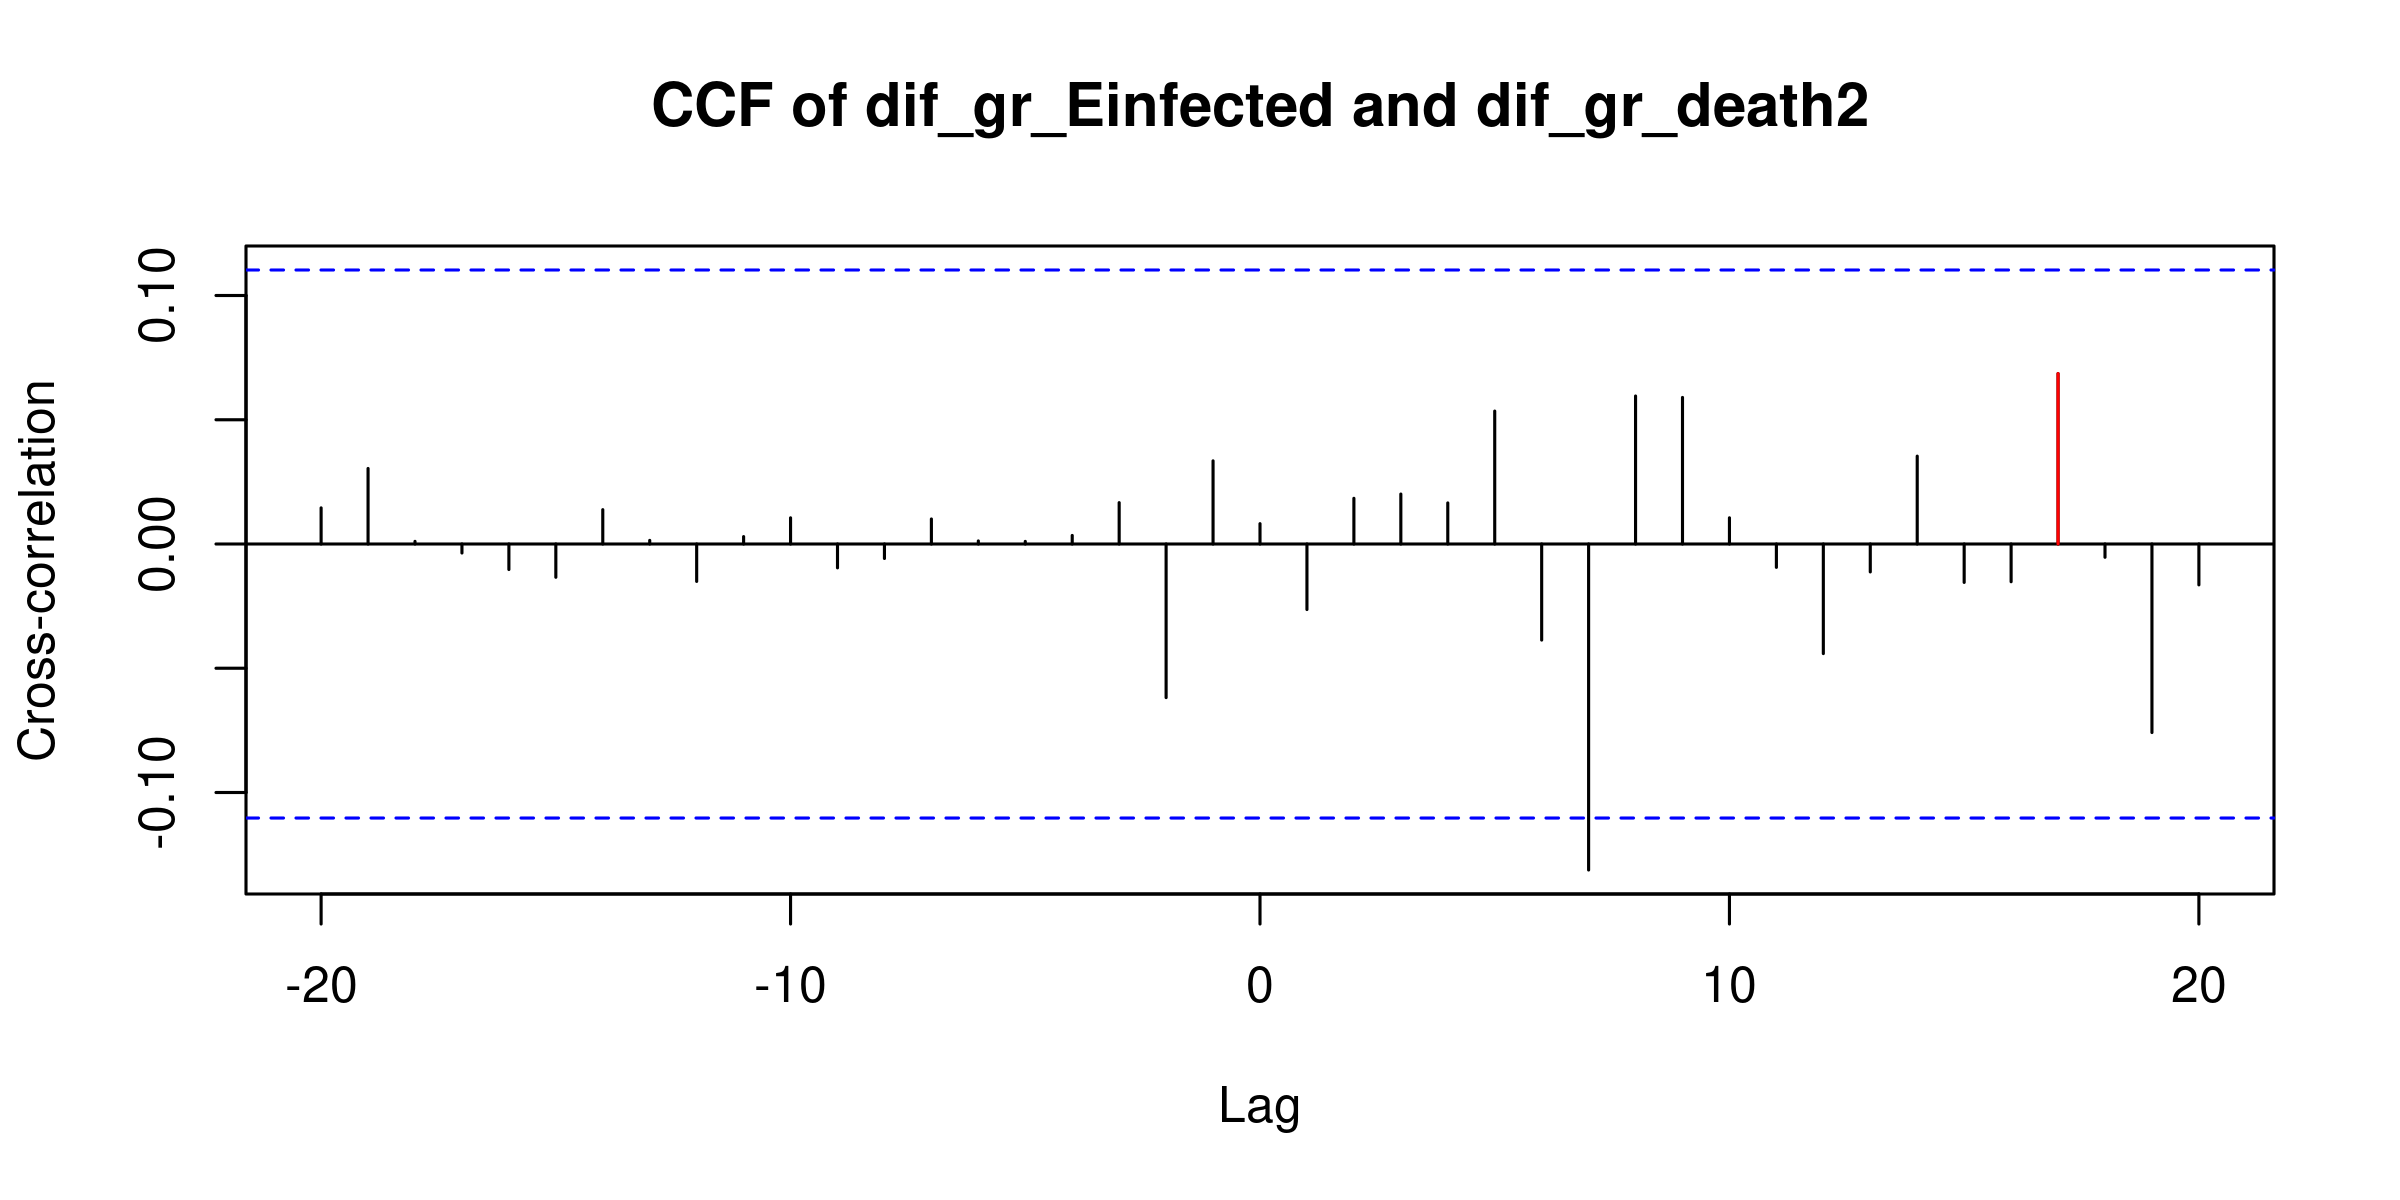 CCF of dif_gr_Einfected and dif_gr_death2
Cross-correlation
0.10
0.00
-0.10
-20 -10 0 10 20
Lag